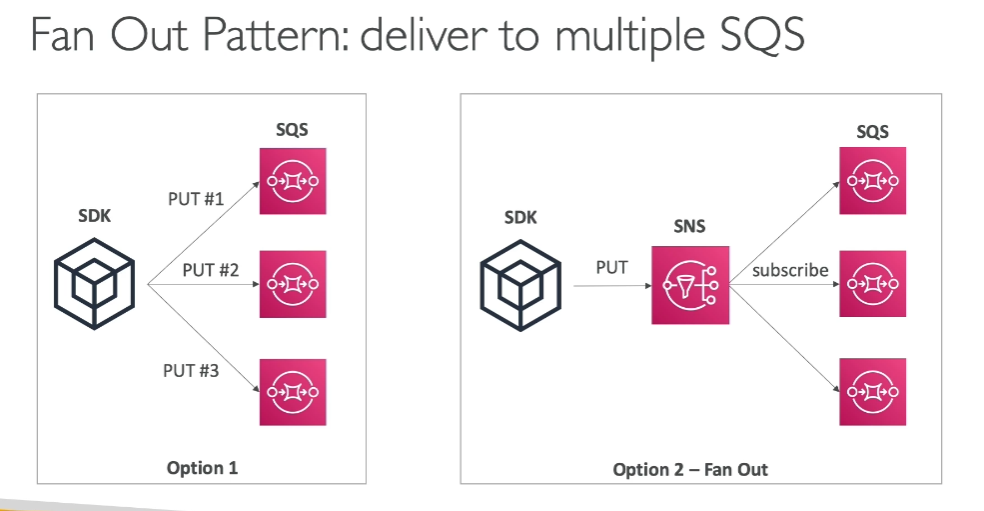 Fan Out Pattern: deliver to multiple SQS
SQS
PUT #1
SDK
PUT #2
PUT #3
Option 1
SQS
SDK
SNS
PUT
subscribe
Option 2 – Fan Out